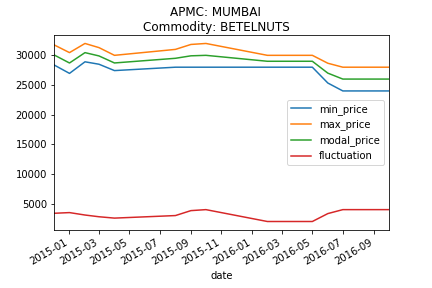 APMC: MUMBAI
Commodity: BETELNUTS
30000
25000
20000
15000
10000
5000
min_price
max_price
modal_price
fluctuation
2015-01
2015-03
2015-05
2015-07
2015-09
2015-11
2016-01
2016-03
2016-05
2016-07
2016-09
date